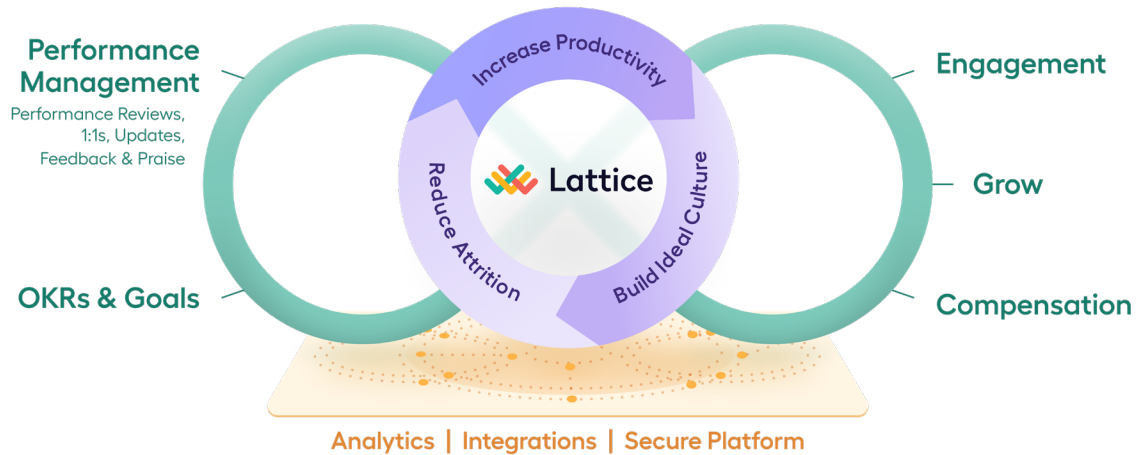 Performance
Management
Performance Reviews,
1:1s, Updates,
Feedback & Praise
OKRs & Goals
Increase Productivity
Build Ideal Culture
Reduce Attrition
Lattice
Engagement
Grow
Compensation
Analytics | Integrations | Secure Platform